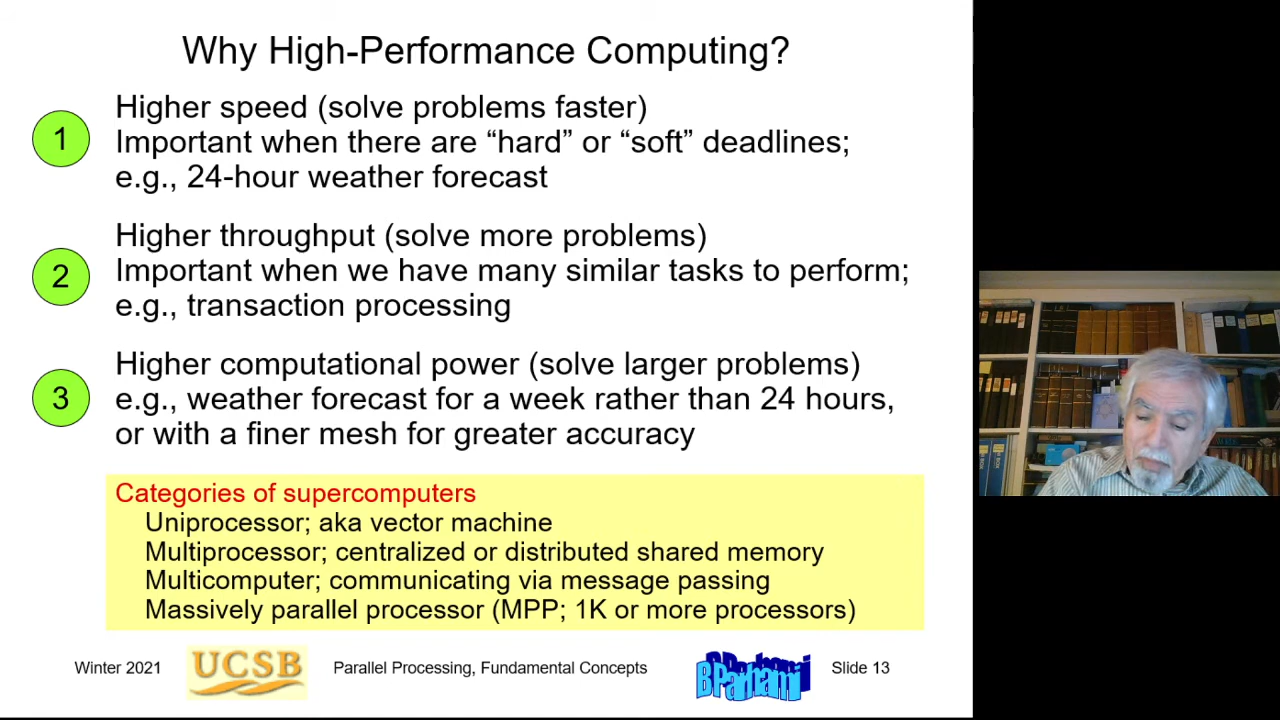 Why High-Performance Computing?
1
Higher speed (solve problems faster)
Important when there are “hard” or “soft” deadlines;
e.g., 24-hour weather forecast
2
Higher throughput (solve more problems)
Important when we have many similar tasks to perform;
e.g., transaction processing
3
Higher computational power (solve larger problems)
e.g., weather forecast for a week rather than 24 hours,
or with a finer mesh for greater accuracy
Categories of supercomputers
Uniprocessor; aka vector machine
Multiprocessor; centralized or distributed shared memory
Multicomputer; communicating via message passing
Massively parallel processor (MPP; 1K or more processors)
Winter 2021
UCSB
Parallel Processing, Fundamental Concepts
BParhami
Slide 13